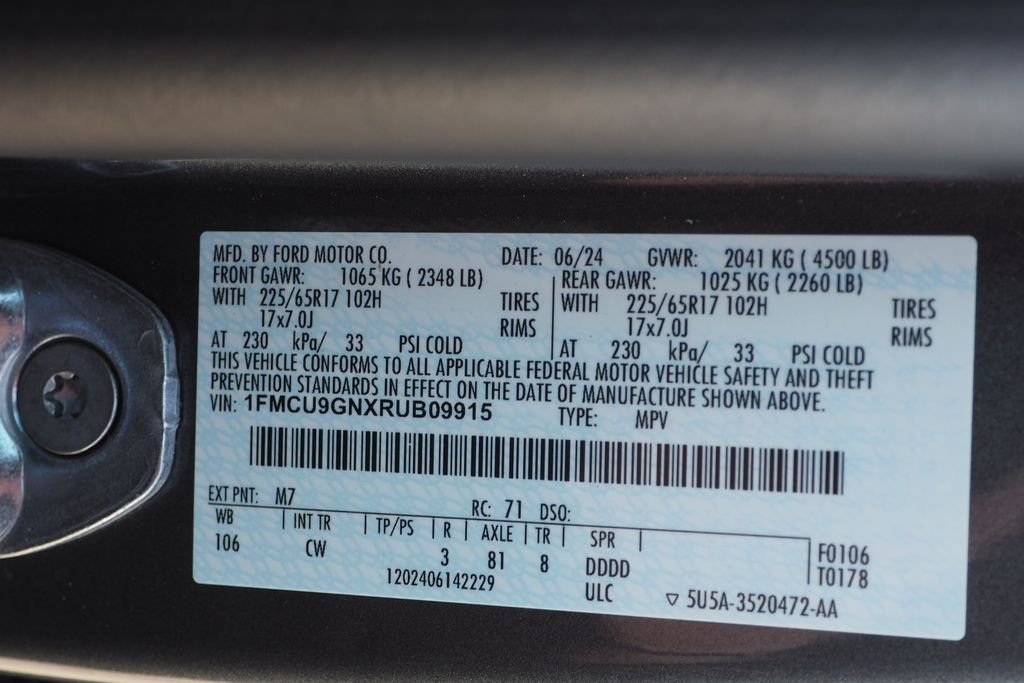 MFD. BY FORD MOTOR CO. DATE: 06/24 GVWR: 2041 KG ( 4500 LB)
FRONT GAWR: 1065 KG ( 2348 LB) REAR GAWR: 1025 KG ( 2260 LB)
WITH 225/65R17 102H TIRES WITH 225/65R17 102H TIRES
17x7.0J RIMS 17x7.0J RIMS
AT 230 kPa/ 33 PSI COLD AT 230 kPa/ 33 PSI COLD
THIS VEHICLE CONFORMS TO ALL APPLICABLE FEDERAL MOTOR VEHICLE SAFETY AND THEFT
PREVENTION STANDARDS IN EFFECT ON THE DATE OF MANUFACTURE SHOWN ABOVE.
VIN: 1FMCU9GNXRUB09915 TYPE: MPV
EXT PNT: M7 RC: 71 DSO:
WB INT TR TP/PS R AXLE TR SPR F0106
106 CW 3 81 8 DDDD T0178
1202406142229 ULC ▽ 5U5A-3520472-AA